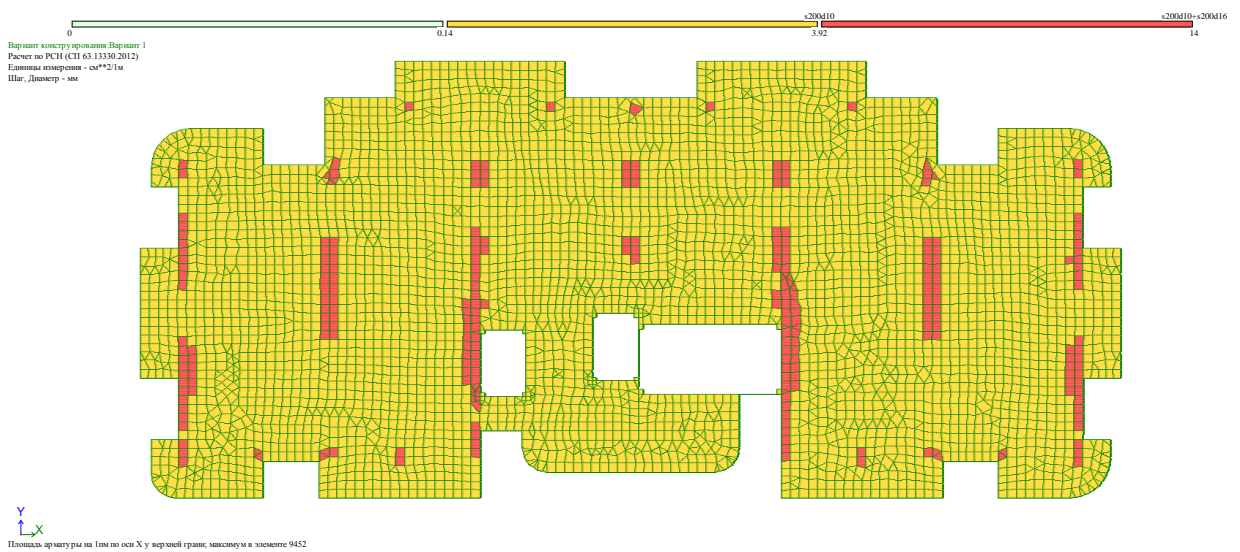 s200d10 s200d10+s200d16
0 0.14 3.92 14
Вариант конструирования:Вариант 1
Расчет по РСН (СП 63.13330.2012)
Единицы измерения - см**2/1м
Шаг, Диаметр - мм
Y
X
Площадь арматуры на 1пм по оси X у верхней грани; максимум в элементе 9452